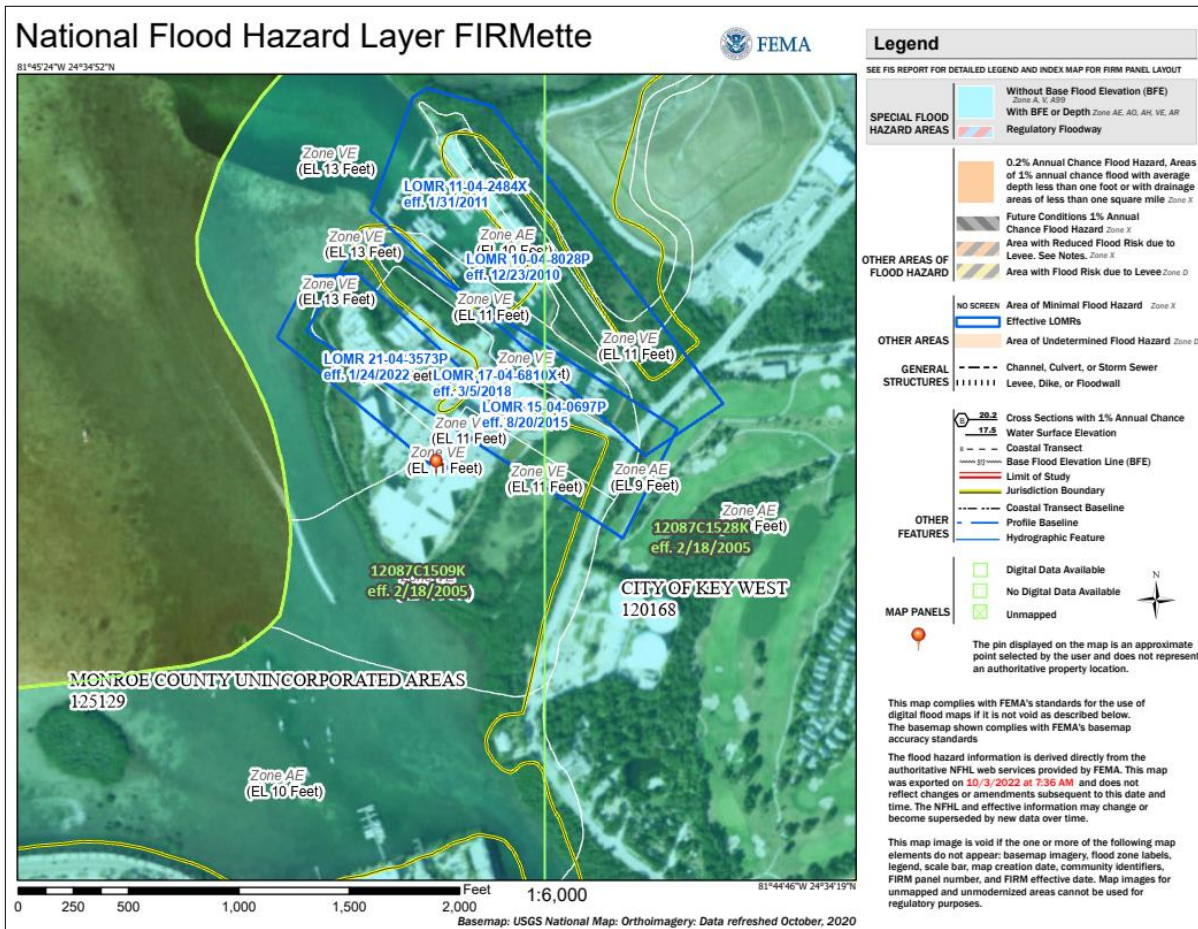 National Flood Hazard Layer FIRMette
FEMA
81°45'24"W 24°34'52"N
Zone VE
(EL 13 Feet)
LOMR 11-04-2484X
eff. 1/31/2011
Zone VE
(EL 13 Feet)
Zone AE
(EL 10 Feet)
LOMR 10-04-8028P
eff. 12/23/2010
Zone VE
(EL 13 Feet)
Zone VE
(EL 11 Feet)
Zone VE
(EL 11 Feet)
LOMR 21-04-3573P
eff. 1/24/2022
eet)
Zone VE
LOMR 17-04-6810X
eff. 3/5/2018
LOMR 15-04-0697P
eff. 8/20/2015
Zone V
(EL 11 Feet)
Zone VE
(EL 11 Feet)
Zone VE
(EL 11 Feet)
Zone AE
(EL 9 Feet)
Zone AE
Feet)
12087C1528K
eff. 2/18/2005
12087C1509K
eff. 2/18/2005
CITY OF KEY WEST
120168
MONROE COUNTY UNINCORPORATED AREAS
125129
Zone AE
(EL 10 Feet)
Feet
0 250 500 1,000 1,500 2,000
1:6,000
81°44'46"W 24°34'19"N
Basemap: USGS National Map: Orthoimagery: Data refreshed October, 2020
Legend
SEE FIS REPORT FOR DETAILED LEGEND AND INDEX MAP FOR FIRM PANEL LAYOUT
SPECIAL FLOOD
HAZARD AREAS
Without Base Flood Elevation (BFE)
Zone A, V, A99
With BFE or Depth Zone AE, AO, AH, VE, AR
Regulatory Floodway
OTHER AREAS OF
FLOOD HAZARD
0.2% Annual Chance Flood Hazard, Areas
of 1% annual chance flood with average
depth less than one foot or with drainage
areas of less than one square mile Zone X
Future Conditions 1% Annual
Chance Flood Hazard Zone X
Area with Reduced Flood Risk due to
Levee. See Notes. Zone X
Area with Flood Risk due to Levee Zone D
OTHER AREAS
NO SCREEN Area of Minimal Flood Hazard Zone X
Effective LOMRs
Area of Undetermined Flood Hazard Zone D
GENERAL
STRUCTURES
Channel, Culvert, or Storm Sewer
Levee, Dike, or Floodwall
OTHER
FEATURES
B 20.2 Cross Sections with 1% Annual Chance
17.5 Water Surface Elevation
8 Coastal Transect
513 Base Flood Elevation Line (BFE)
Limit of Study
Jurisdiction Boundary
Coastal Transect Baseline
Profile Baseline
Hydrographic Feature
MAP PANELS
Digital Data Available
No Digital Data Available
Unmapped
N
The pin displayed on the map is an approximate
point selected by the user and does not represent
an authoritative property location.
This map complies with FEMA's standards for the use of
digital flood maps if it is not void as described below.
The basemap shown complies with FEMA's basemap
accuracy standards
The flood hazard information is derived directly from the
authoritative NFHL web services provided by FEMA. This map
was exported on 10/3/2022 at 7:36 AM and does not
reflect changes or amendments subsequent to this date and
time. The NFHL and effective information may change or
become superseded by new data over time.
This map image is void if the one or more of the following map
elements do not appear: basemap imagery, flood zone labels,
legend, scale bar, map creation date, community identifiers,
FIRM panel number, and FIRM effective date. Map images for
unmapped and unmodernized areas cannot be used for
regulatory purposes.